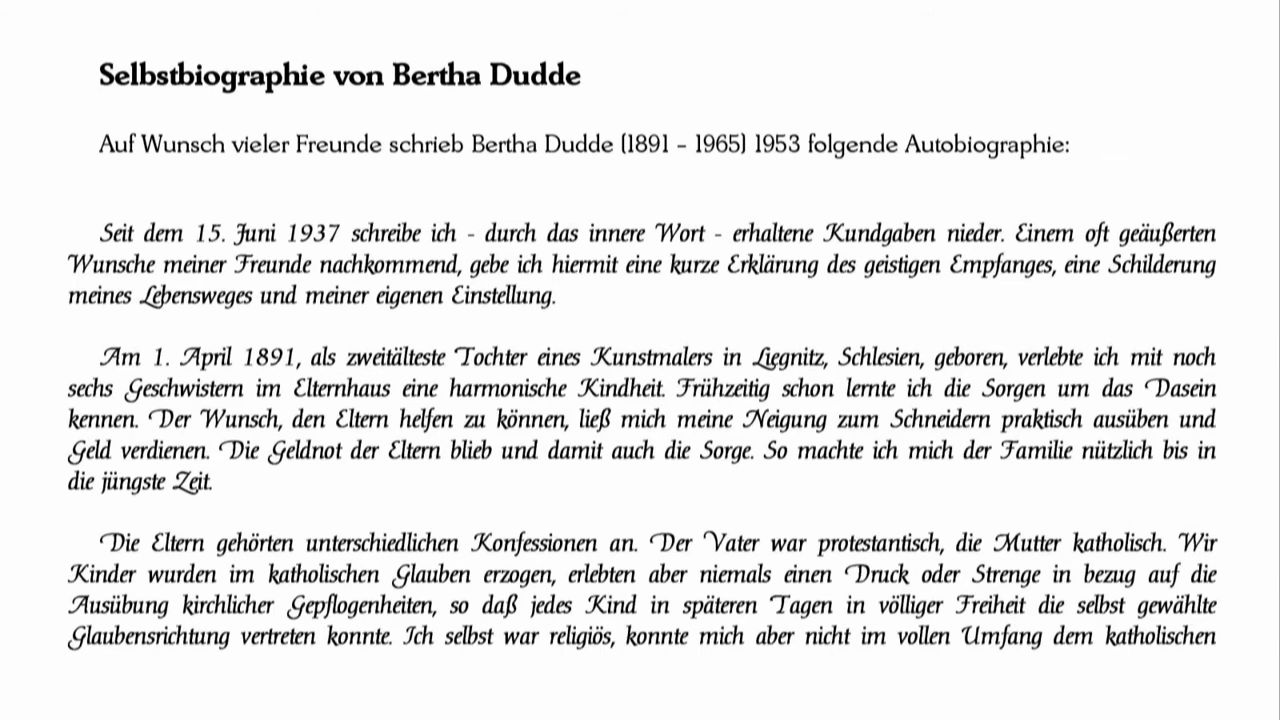 Selbstbiographie von Bertha Dudde
Auf Wunsch vieler Freunde schrieb Bertha Dudde (1891 - 1965) 1953 folgende Autobiographie:
Seit dem 15. Juni 1937 schreibe ich - durch das innere Wort - erhaltene Kundgaben nieder. Einem oft geäußerten
Wunsche meiner Freunde nachkommend, gebe ich hiermit eine kurze Erklärung des geistigen Empfanges, eine Schilderung
meines Lebensweges und meiner eigenen Einstellung.
Am 1. April 1891, als zweitälteste Tochter eines Kunstmalers in Liegnitz, Schlesien, geboren, verlebte ich mit noch
sechs Geschwistern im Elternhaus eine harmonische Kindheit. Frühzeitig schon lernte ich die Sorgen um das Dasein
kennen. Der Wunsch, den Eltern helfen zu können, ließ mich meine Neigung zum Schneidern praktisch ausüben und
Geld verdienen. Die Geldnot der Eltern blieb und damit auch die Sorge. So machte ich mich der Familie nützlich bis in
die jüngste Zeit.
Die Eltern gehörten unterschiedlichen Konfessionen an. Der Vater war protestantisch, die Mutter katholisch. Wir
Kinder wurden im katholischen Glauben erzogen, erlebten aber niemals einen Druck oder Strenge in bezug auf die
Ausübung kirchlicher Gepflogenheiten, so daß jedes Kind in späteren Tagen in völliger Freiheit die selbst gewählte
Glaubensrichtung vertreten konnte. Ich selbst war religiös, konnte mich aber nicht im vollen Umfang dem katholischen